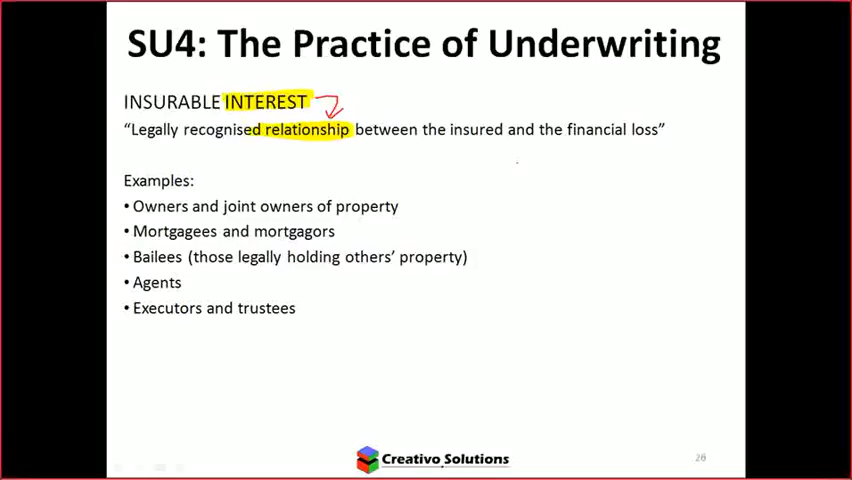 SU4: The Practice of Underwriting
INSURABLE INTEREST
“Legally recognised relationship between the insured and the financial loss”
Examples:
• Owners and joint owners of property
• Mortgagees and mortgagors
• Bailees (those legally holding others’ property)
• Agents
• Executors and trustees
Creativo Solutions
20